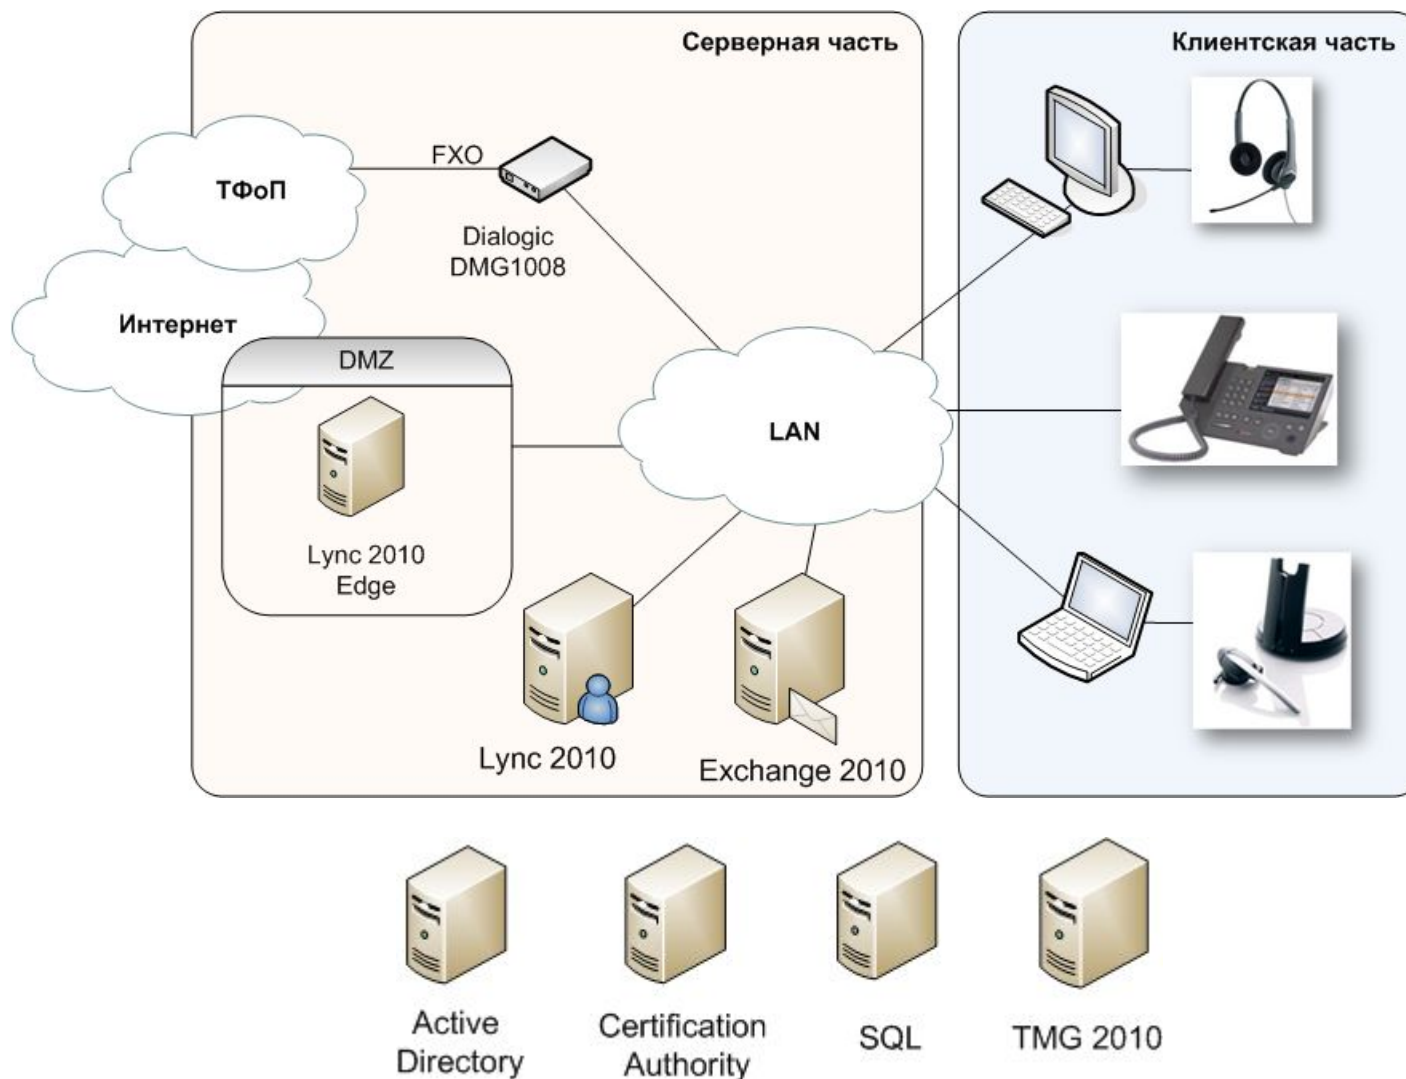 Серверная часть
Клиентская часть
FXO
ТФоП
Dialogic
DMG1008
Интернет
DMZ
LAN
Lync 2010
Edge
Lync 2010
Exchange 2010
Active
Directory
Certification
Authority
SQL
TMG 2010